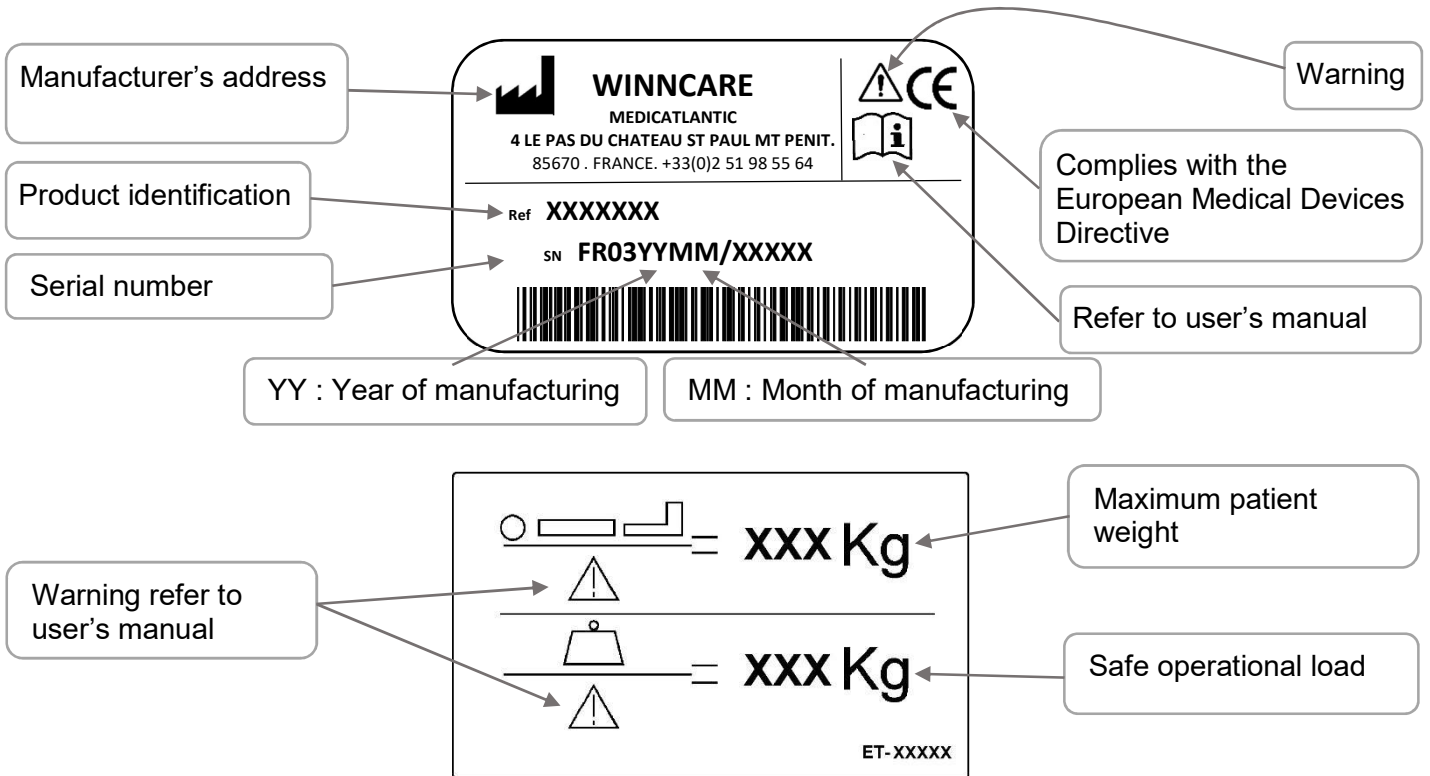 Manufacturer's address
WINNCARE
MEDICATLANTIC
4 LE PAS DU CHATEAU ST PAUL MT PENIT.
85670 . FRANCE. +33(0)2 51 98 55 64
CE
Warning
Complies with the
European Medical Devices
Directive
Product identification
Ref XXXXXXX
Serial number
SN FR03YYMM/XXXXX
Refer to user's manual
YY : Year of manufacturing
MM : Month of manufacturing
= XXX Kg
Maximum patient
weight
Warning refer to
user's manual
= XXX Kg
Safe operational load
ET-XXXXX